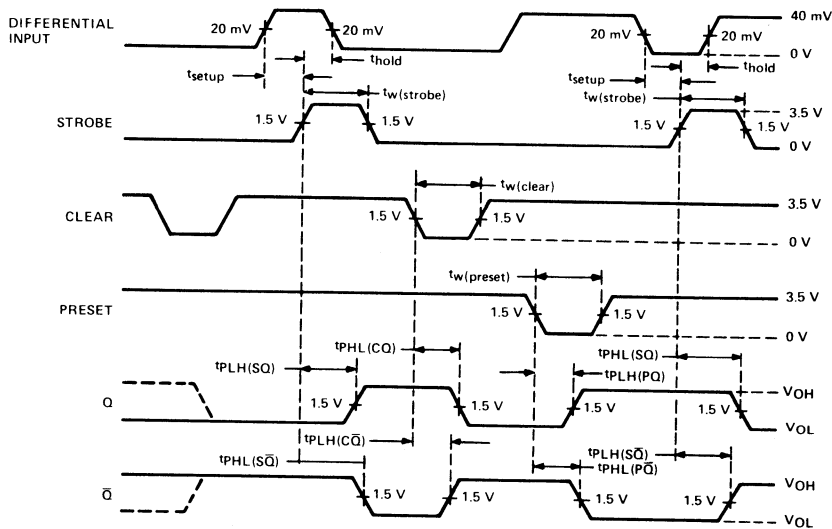 DIFFERENTIAL
INPUT
20 mV 20 mV 20 mV 20 mV 40 mV
0 V
tsetup thold tsetup thold
tw(strobe) tw(strobe)
STROBE
1.5 V 1.5 V 1.5 V 1.5 V 3.5 V
0 V
CLEAR
tw(clear)
1.5 V 1.5 V 3.5 V
0 V
PRESET
tw(preset)
1.5 V 1.5 V 3.5 V
0 V
tPLH(SQ) tPHL(CQ) tPLH(PQ) tPHL(SQ)
Q
1.5 V 1.5 V 1.5 V 1.5 V VOH
VOL
tPHL(SQ̅) tPLH(CQ̅) tPHL(PQ̅) tPLH(SQ̅)
Q̅
1.5 V 1.5 V 1.5 V 1.5 V VOH
VOL